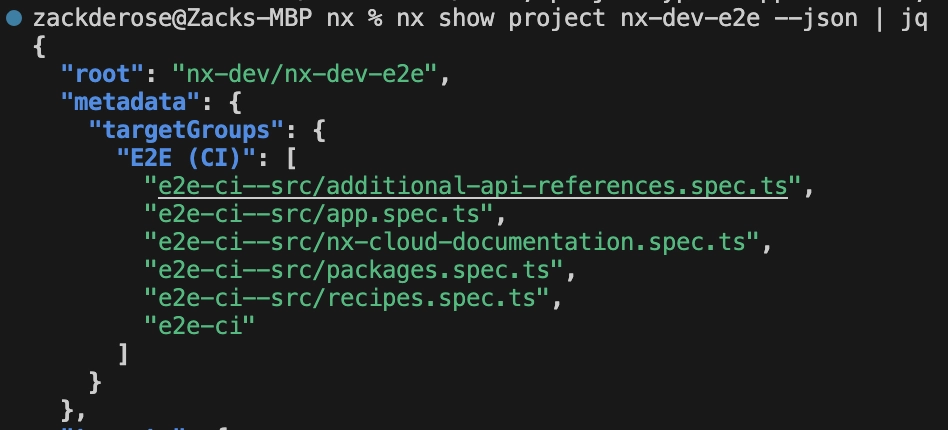 zackderose@Zacks-MBP nx % nx show project nx-dev-e2e --json | jq
{
"root": "nx-dev/nx-dev-e2e",
"metadata": {
"targetGroups": {
"E2E (CI)": [
"e2e-ci--src/additional-api-references.spec.ts",
"e2e-ci--src/app.spec.ts",
"e2e-ci--src/nx-cloud-documentation.spec.ts",
"e2e-ci--src/packages.spec.ts",
"e2e-ci--src/recipes.spec.ts",
"e2e-ci"
]
}
},